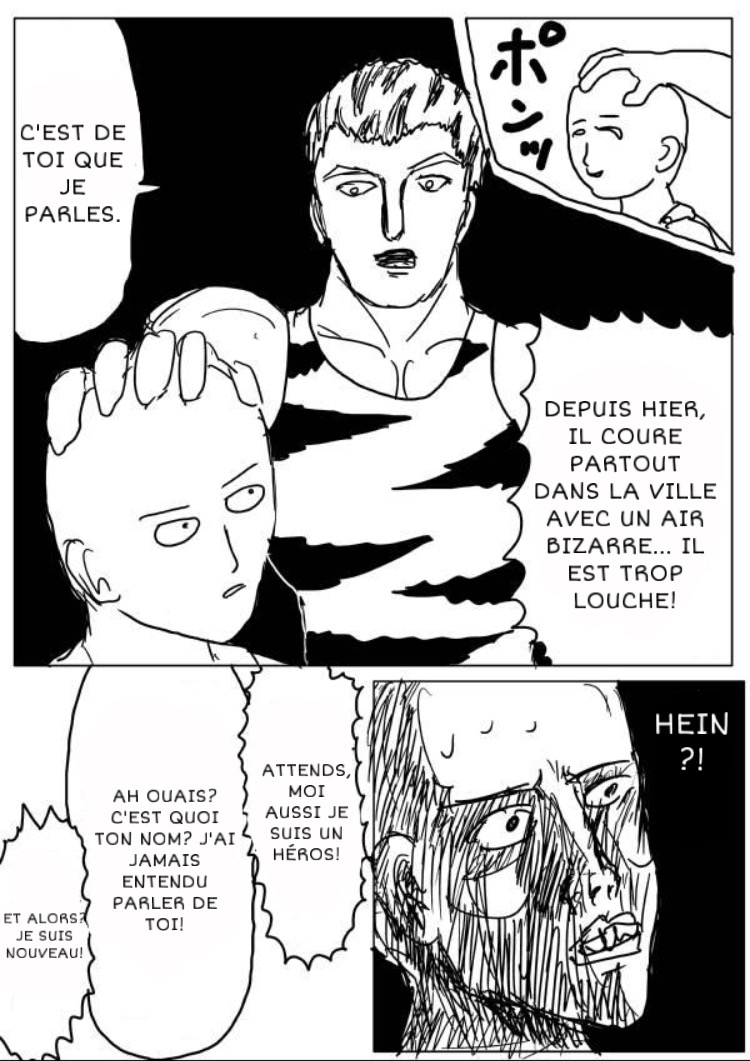 ポンッ
DEPUIS HIER,
IL COURE
PARTOUT
DANS LA VILLE
AVEC UN AIR
BIZARRE... IL
EST TROP
LOUCHE!
C'EST DE
TOI QUE
JE
PARLES.
HEIN
?!
ATTENDS,
MOI
AUSSI JE
SUIS UN
HÉROS!
AH OUAIS?
C'EST QUOI
TON NOM? J'AI
JAMAIS
ENTENDU
PARLER DE
TOI!
ET ALORS?
JE SUIS
NOUVEAU!